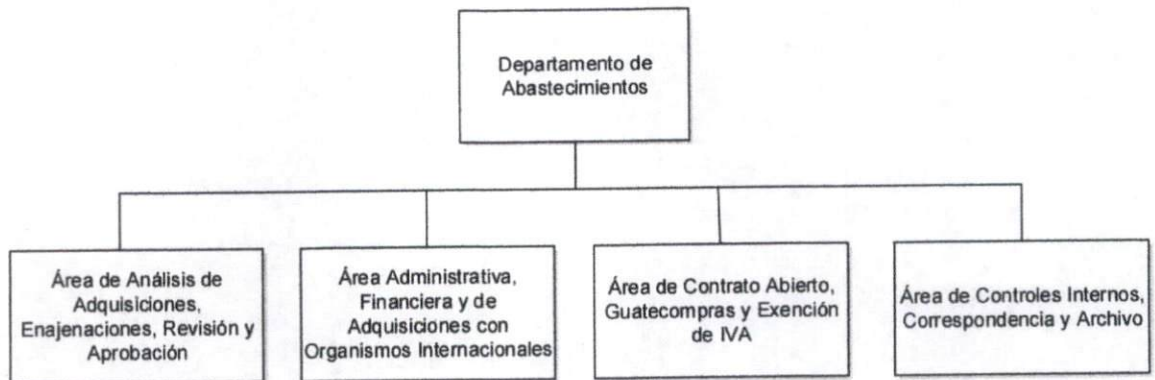 Departamento de
Abastecimientos
Área de Análisis de
Adquisiciones,
Enajenaciones, Revisión y
Aprobación
Área Administrativa,
Financiera y de
Adquisiciones con
Organismos Internacionales
Área de Contrato Abierto,
Guatecompras y Exención
de IVA
Área de Controles Internos,
Correspondencia y Archivo